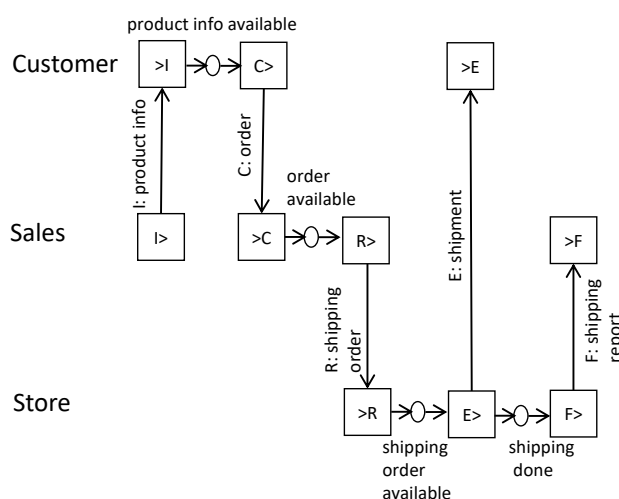 product info available
Customer
>I
C>
>E
I: product info
C: order
order
available
E: shipment
Sales
I>
>C
R>
>F
R: shipping
order
F: shipping
report
Store
>R
E>
F>
shipping
order
available
shipping
done